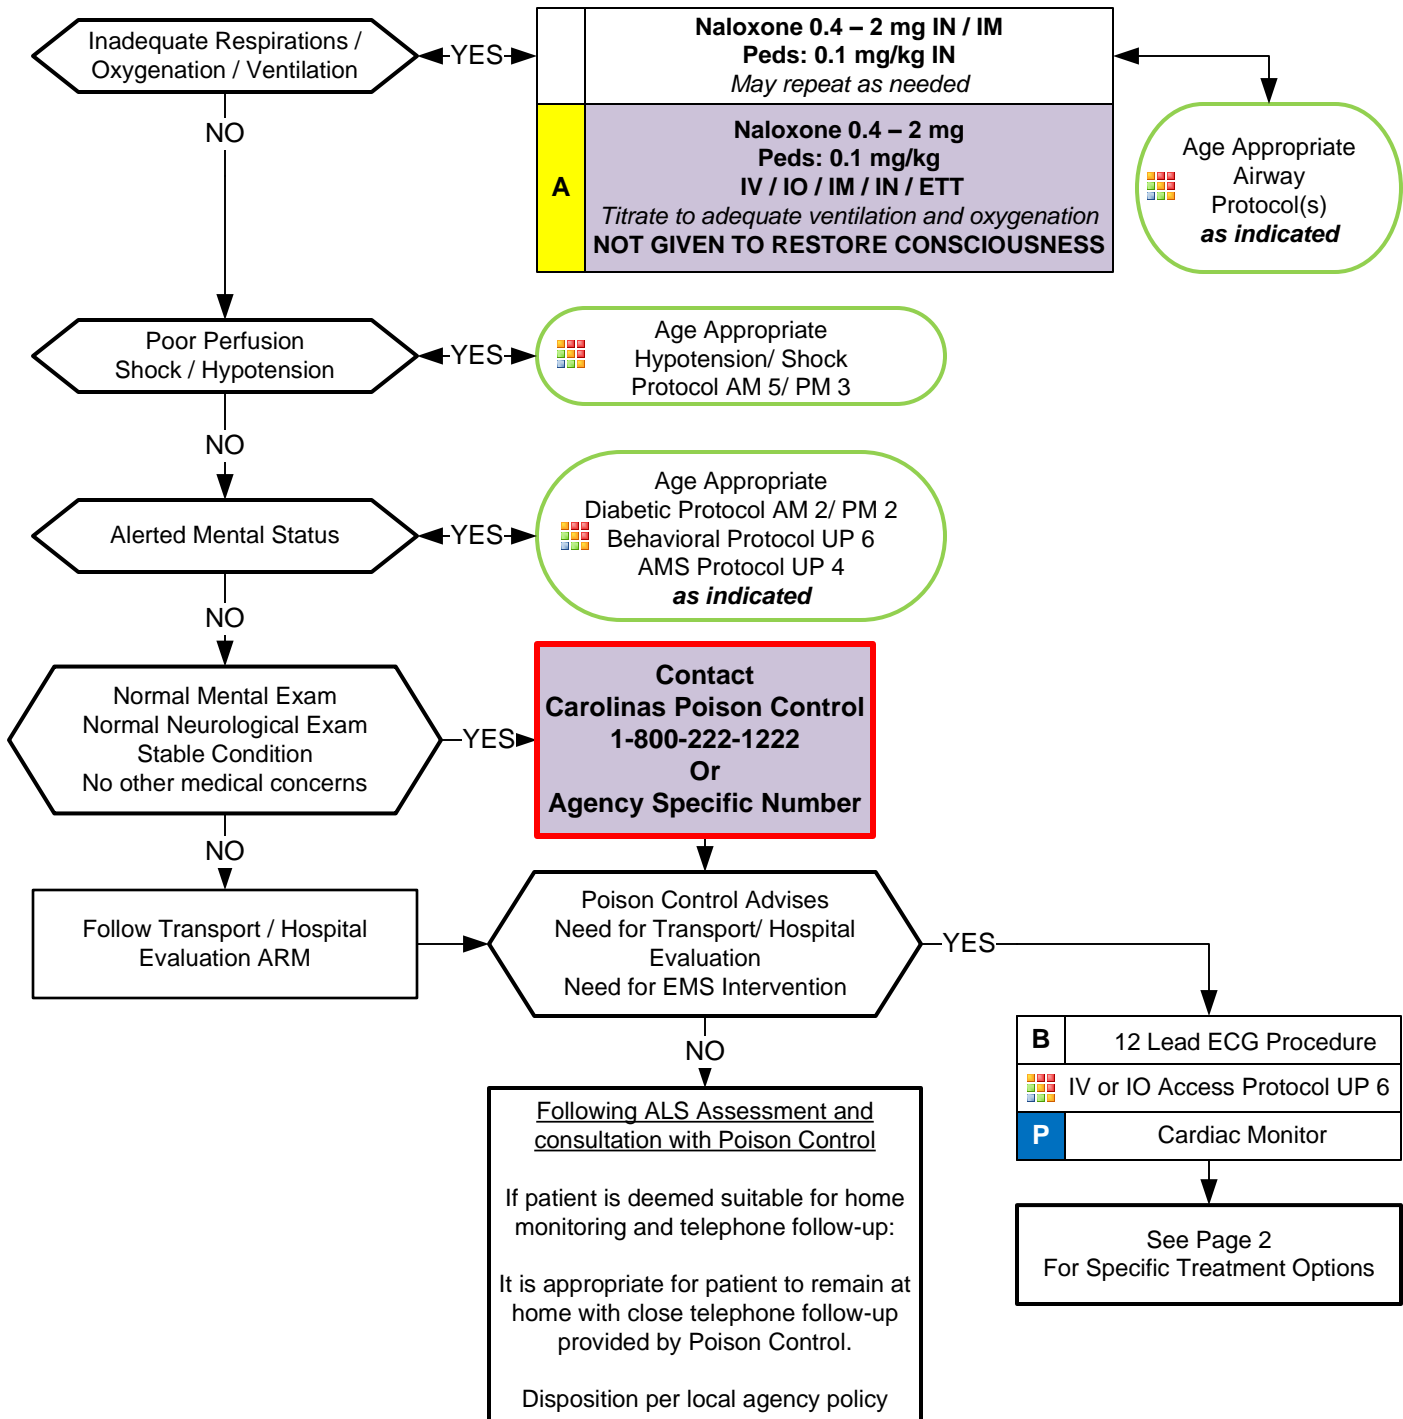 Inadequate Respirations /
Oxygenation / Ventilation
YES
Naloxone 0.4 – 2 mg IN / IM
Peds: 0.1 mg/kg IN
May repeat as needed
A
Naloxone 0.4 – 2 mg
Peds: 0.1 mg/kg
IV / IO / IM / IN / ETT
Titrate to adequate ventilation and oxygenation
NOT GIVEN TO RESTORE CONSCIOUSNESS
Age Appropriate
Airway
Protocol(s)
as indicated
NO
Poor Perfusion
Shock / Hypotension
YES
Age Appropriate
Hypotension/ Shock
Protocol AM 5/ PM 3
NO
Alerted Mental Status
YES
Age Appropriate
Diabetic Protocol AM 2/ PM 2
Behavioral Protocol UP 6
AMS Protocol UP 4
as indicated
NO
Normal Mental Exam
Normal Neurological Exam
Stable Condition
No other medical concerns
YES
Contact
Carolinas Poison Control
1-800-222-1222
Or
Agency Specific Number
NO
Follow Transport / Hospital
Evaluation ARM
Poison Control Advises
Need for Transport/ Hospital
Evaluation
Need for EMS Intervention
YES
B
12 Lead ECG Procedure
IV or IO Access Protocol UP 6
P
Cardiac Monitor
See Page 2
For Specific Treatment Options
NO
Following ALS Assessment and
consultation with Poison Control
If patient is deemed suitable for home
monitoring and telephone follow-up:
It is appropriate for patient to remain at
home with close telephone follow-up
provided by Poison Control.
Disposition per local agency policy